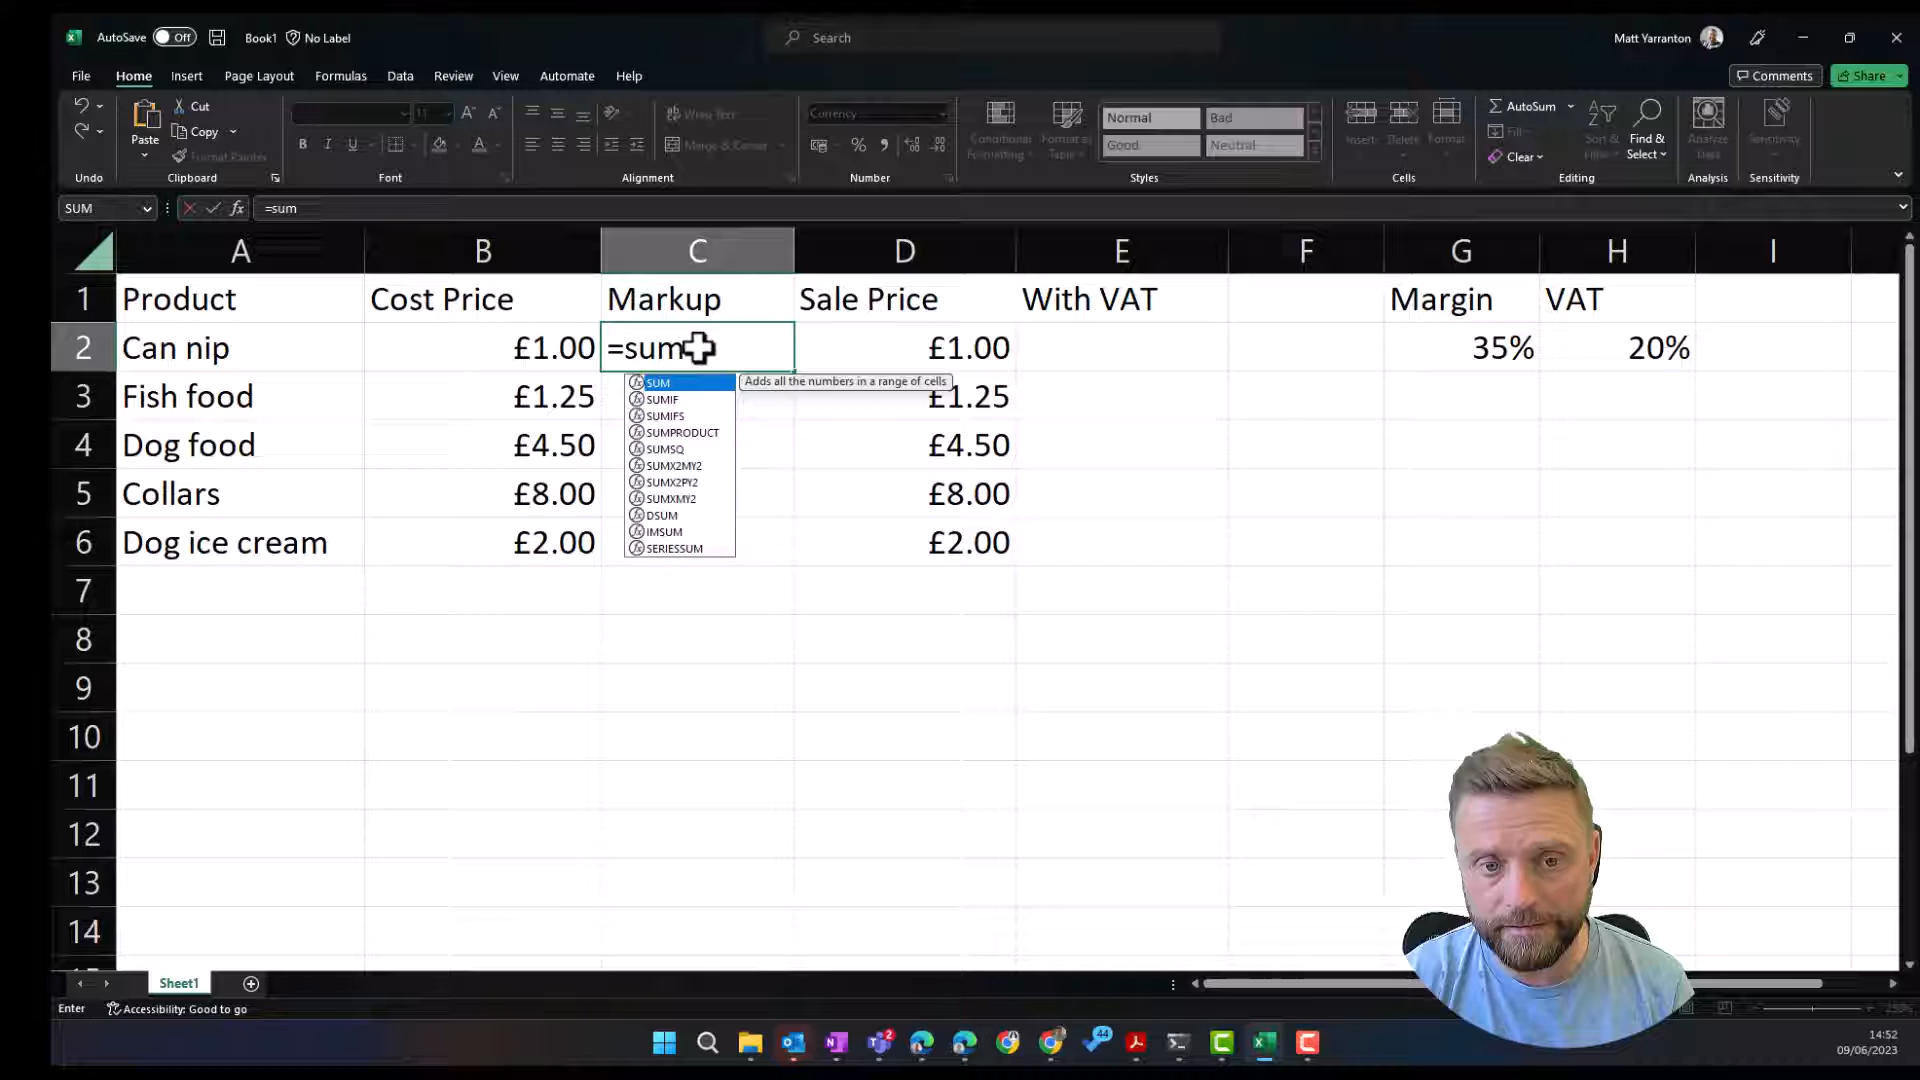 AutoSave Off Book1 No Label Search Matt Yarranton
File Home Insert Page Layout Formulas Data Review View Automate Help Comments Share
Paste Cut Copy Format Painter
11 B I U
Wrap Text Merge & Center
Currency %
Conditional Formatting Format as Table Normal Bad Good Neutral
Insert Delete Format
AutoSum Fill Clear Sort & Filter Find & Select Analyze Data Sensitivity
Undo Clipboard Font Alignment Number Styles Cells Editing Analysis Sensitivity
SUM fx =sum
A B C D E F G H I
1 Product Cost Price Markup Sale Price With VAT Margin VAT
2 Can nip £1.00 =sum £1.00 35% 20%
SUM Adds all the numbers in a range of cells
3 Fish food £1.25 £1.25
SUMIF
SUMIFS
SUMPRODUCT
4 Dog food £4.50 £4.50
SUMSQ
SUMX2MY2
SUMX2PY2
5 Collars £8.00 £8.00
SUMXMY2
DSUM
IMSUM
6 Dog ice cream £2.00 £2.00
SERIESSUM
7
8
9
10
11
12
13
14
Sheet1
Enter Accessibility: Good to go
2 44
14:52
09/06/2023